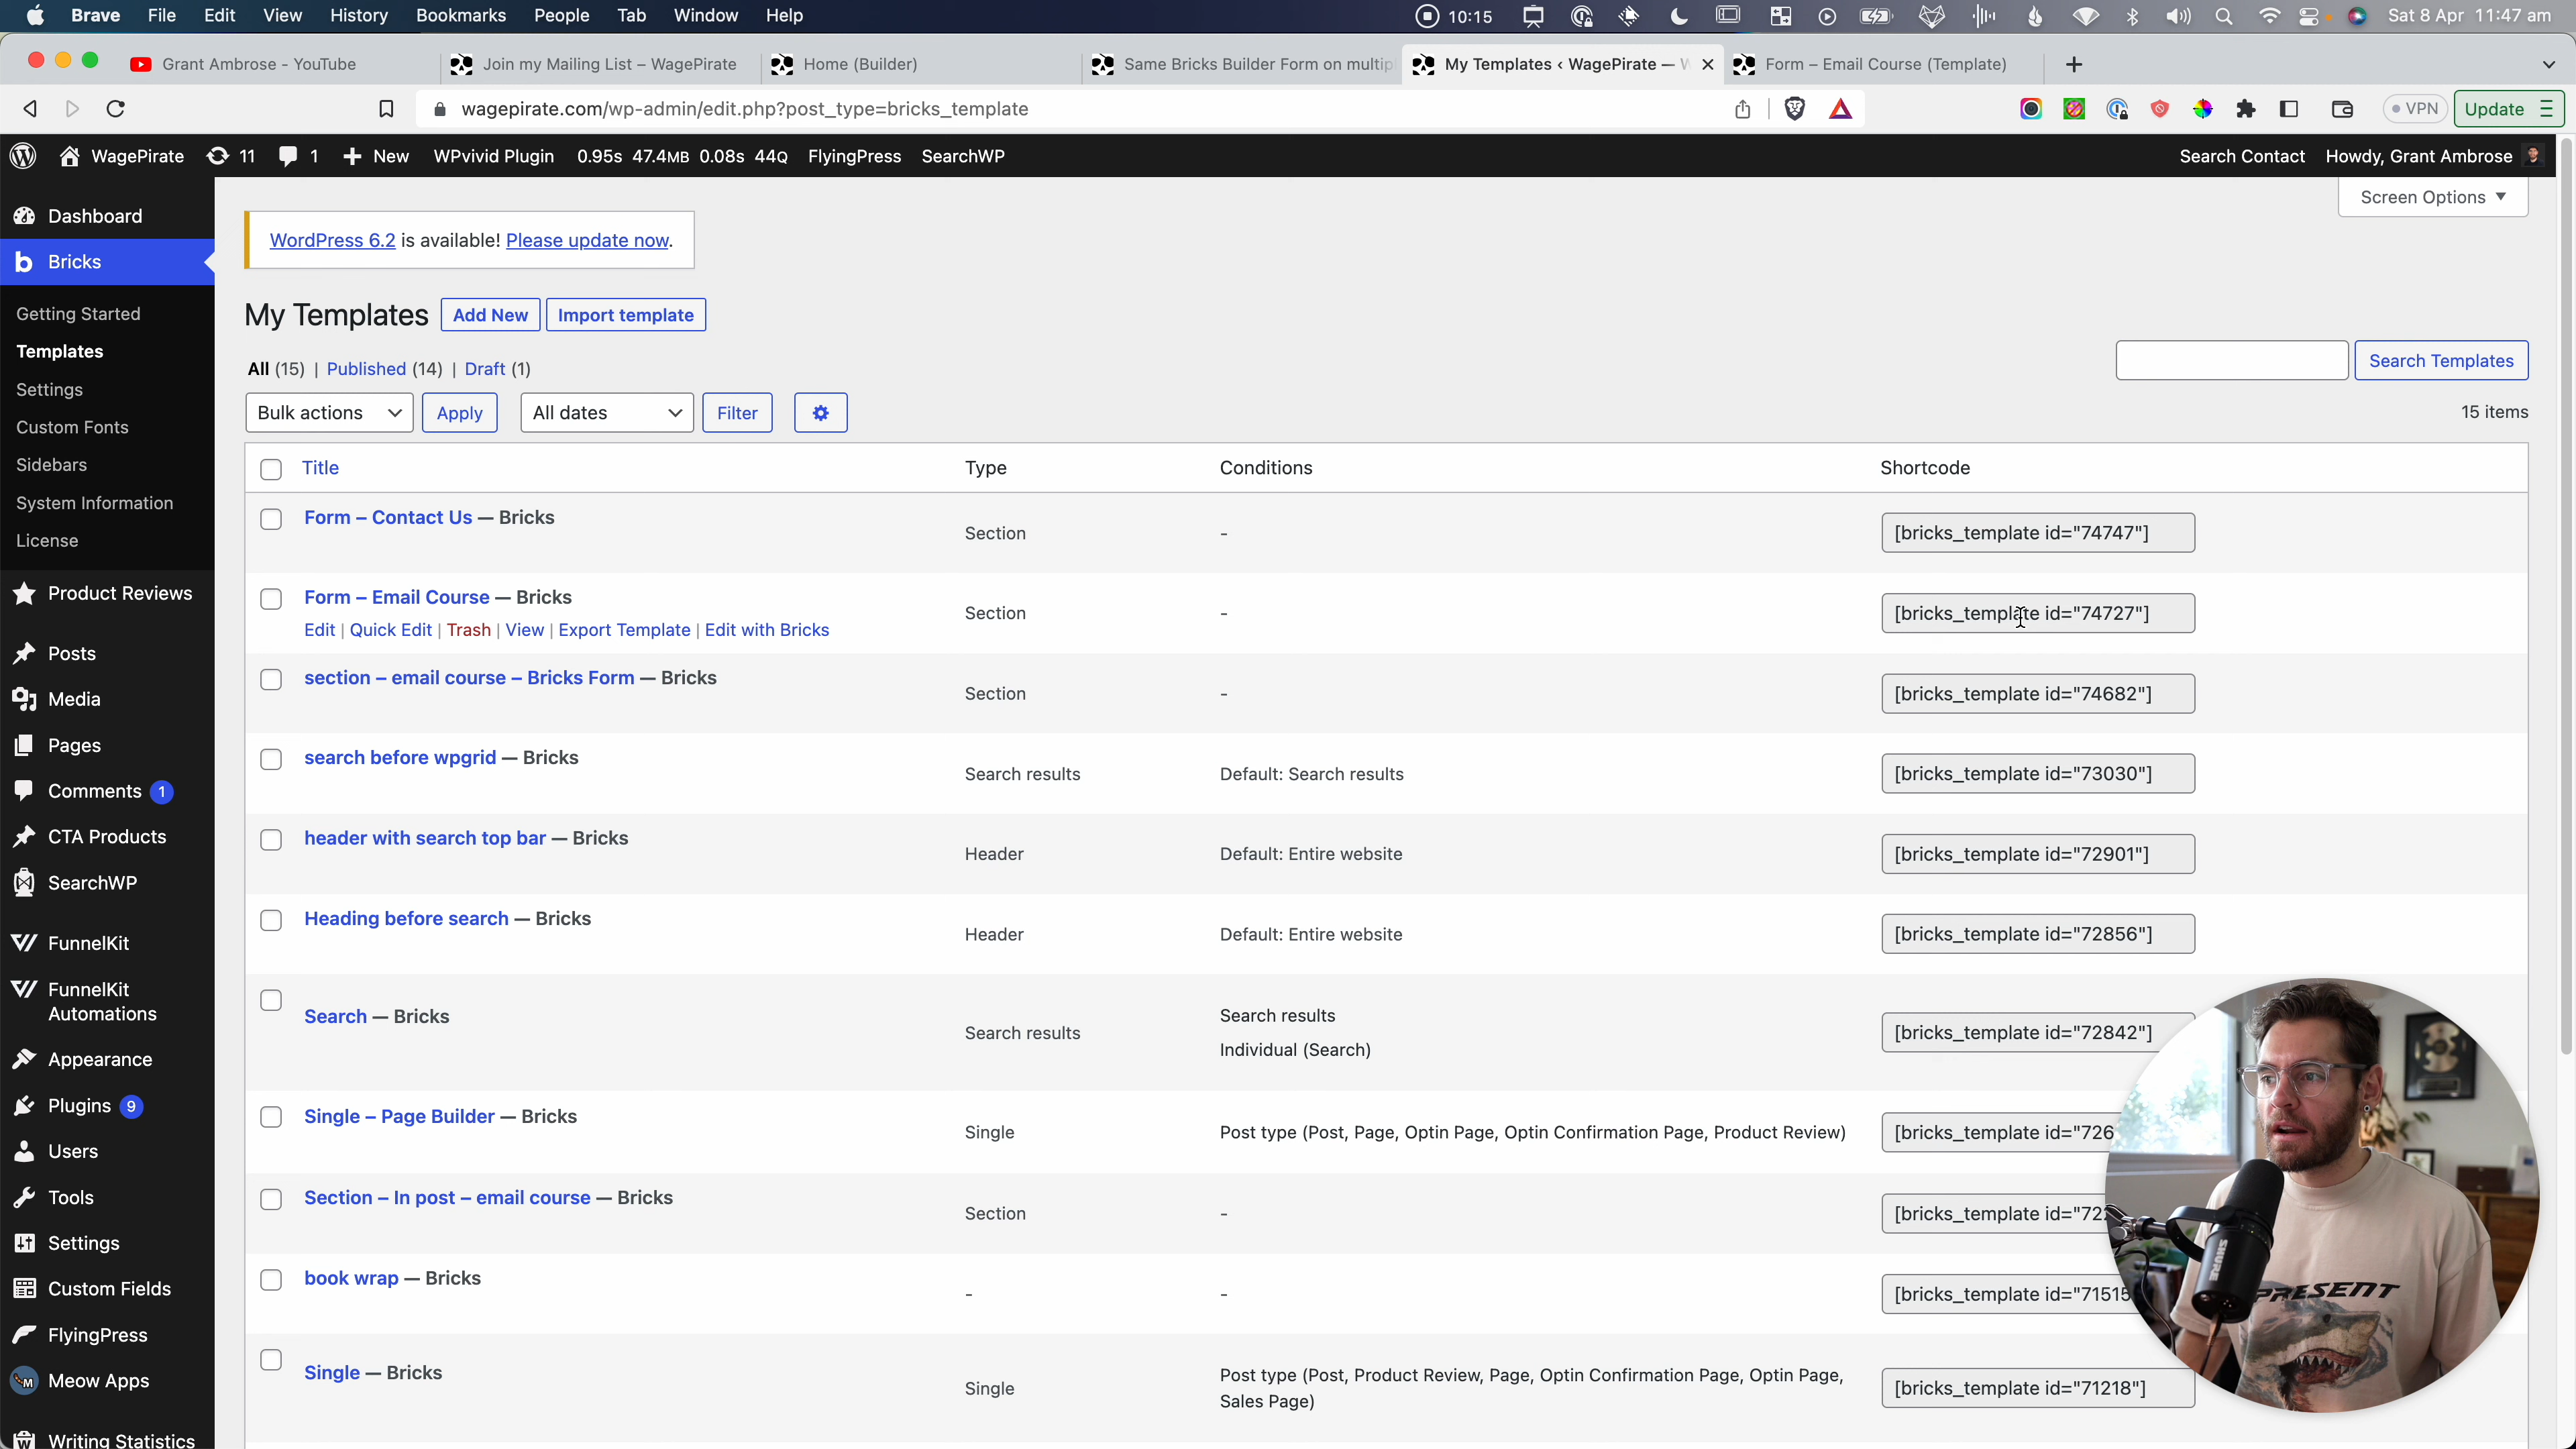 Brave File Edit View History Bookmarks People Tab Window Help 10:15 Sat 8 Apr 11:47 am
Grant Ambrose - YouTube
Join my Mailing List – WagePirate
Home (Builder)
Same Bricks Builder Form on multip
My Templates ‹ WagePirate — W
Form – Email Course (Template)
wagepirate.com/wp-admin/edit.php?post_type=bricks_template
VPN
Update
WagePirate 11 1 New WPvivid Plugin 0.95s 47.4MB 0.08s 44Q FlyingPress SearchWP Search Contact Howdy, Grant Ambrose
Screen Options
Dashboard
Bricks
Getting Started
Templates
Settings
Custom Fonts
Sidebars
System Information
License
Product Reviews
Posts
Media
Pages
Comments 1
CTA Products
SearchWP
FunnelKit
FunnelKit
Automations
Appearance
Plugins 9
Users
Tools
Settings
Custom Fields
FlyingPress
Meow Apps
Writing Statistics
WordPress 6.2 is available! Please update now.
My Templates Add New Import template
All (15) | Published (14) | Draft (1)
Search Templates
Bulk actions Apply All dates Filter
15 items
Title Type Conditions Shortcode
Form – Contact Us — Bricks Section - [bricks_template id="74747"]
Form – Email Course — Bricks Section - [bricks_template id="74727"]
Edit | Quick Edit | Trash | View | Export Template | Edit with Bricks
section – email course – Bricks Form — Bricks Section - [bricks_template id="74682"]
search before wpgrid — Bricks Search results Default: Search results [bricks_template id="73030"]
header with search top bar — Bricks Header Default: Entire website [bricks_template id="72901"]
Heading before search — Bricks Header Default: Entire website [bricks_template id="72856"]
Search — Bricks Search results Search results [bricks_template id="72842"]
Individual (Search)
Single – Page Builder — Bricks Single Post type (Post, Page, Optin Page, Optin Confirmation Page, Product Review) [bricks_template id="726
Section – In post – email course — Bricks Section - [bricks_template id="72
book wrap — Bricks - - [bricks_template id="71515
Single — Bricks Single Post type (Post, Product Review, Page, Optin Confirmation Page, Optin Page, [bricks_template id="71218"]
Sales Page)
SHURE
PRESENT